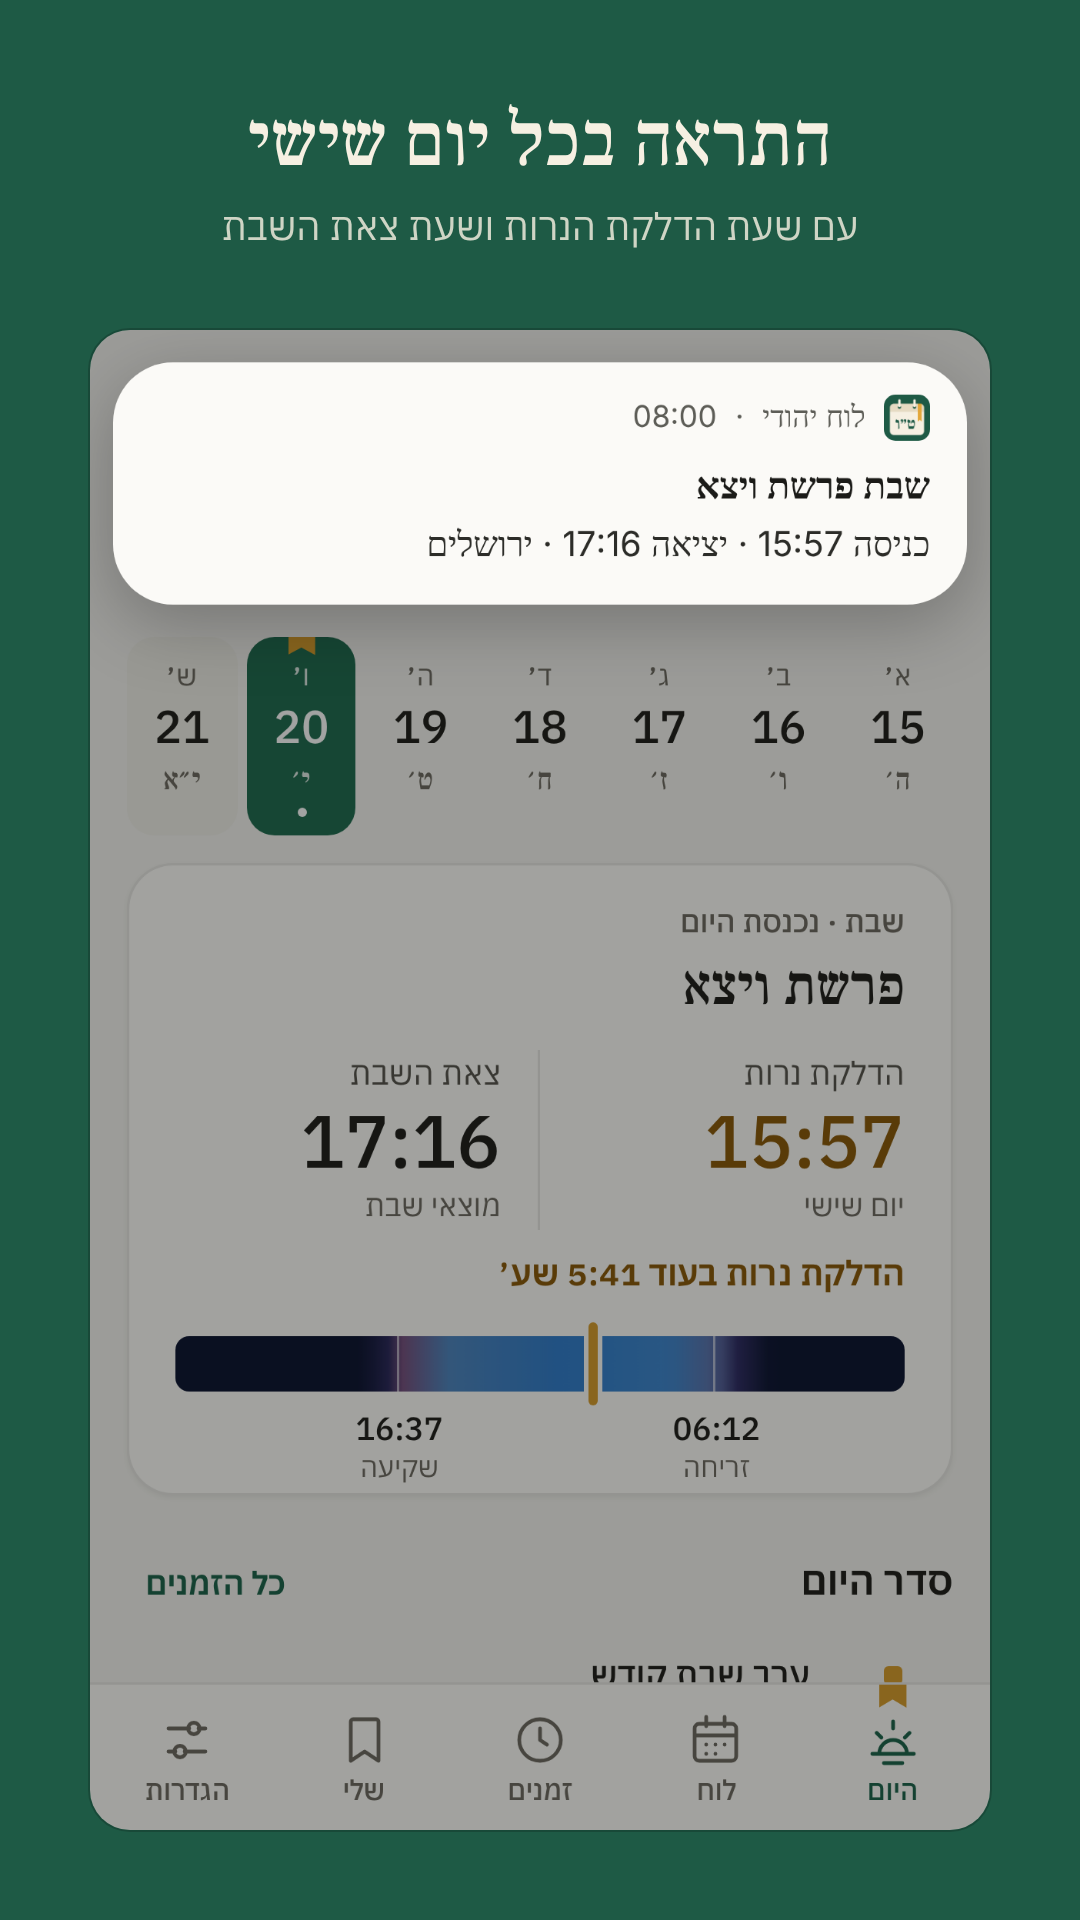 התראה בכל יום שישי
עם שעת הדלקת הנרות ושעת צאת השבת
ט״ו
לוח יהודי · 08:00
שבת פרשת ויצא
כניסה 15:57 · יציאה 17:16 · ירושלים
א׳ ב׳ ג׳ ד׳ ה׳ ו׳ ש׳
15 16 17 18 19 20 21
ה׳ ו׳ ז׳ ח׳ ט׳ י׳ י״א
שבת · נכנסת היום
פרשת ויצא
הדלקת נרות צאת השבת
15:57 17:16
יום שישי מוצאי שבת
הדלקת נרות בעוד 5:41 שע׳
06:12 16:37
זריחה שקיעה
סדר היום כל הזמנים
ערב שבת קודש
היום לוח זמנים שלי הגדרות